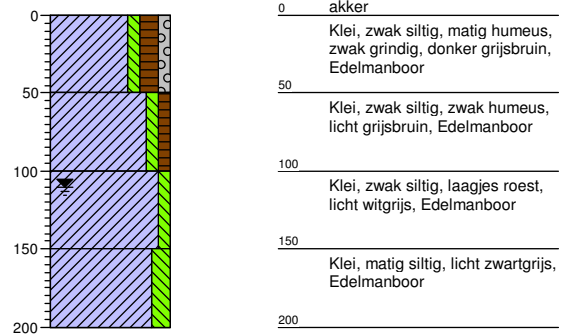 0
50
100
150
200
0 akker
Klei, zwak siltig, matig humeus,
zwak grindig, donker grijsbruin,
Edelmanboor
50
Klei, zwak siltig, zwak humeus,
licht grijsbruin, Edelmanboor
100
Klei, zwak siltig, laagjes roest,
licht witgrijs, Edelmanboor
150
Klei, matig siltig, licht zwartgrijs,
Edelmanboor
200